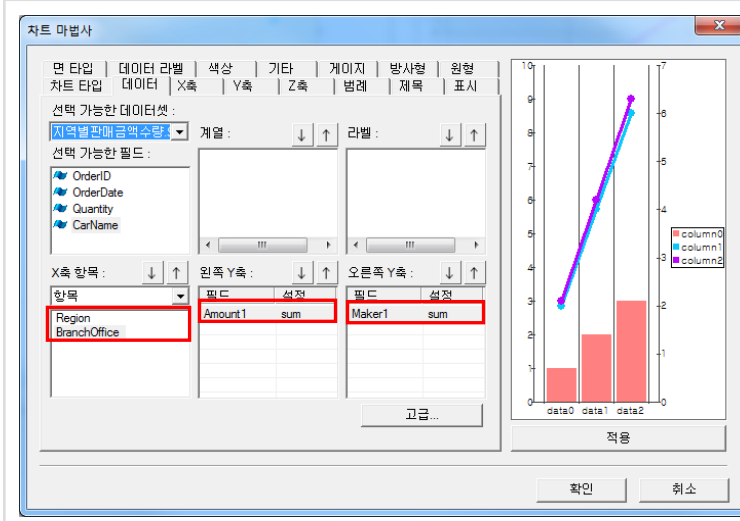 차트 마법사
면 타입 데이터 라벨 색상 기타 게이지 방사형 원형
차트 타입 데이터 X축 Y축 Z축 범례 제목 표시
선택 가능한 데이터셋 :
지역별판매금액수량
계열 :
라벨 :
선택 가능한 필드 :
OrderID
OrderDate
Quantity
CarName
X축 항목 :
왼쪽 Y축 :
오른쪽 Y축 :
항목
필드 설정
필드 설정
Region
BranchOffice
Amount1 sum
Maker1 sum
고급...
10
9
8
7
6
5
4
3
2
1
0
7
6
5
4
3
2
1
0
data0 data1 data2
column0
column1
column2
적용
확인
취소